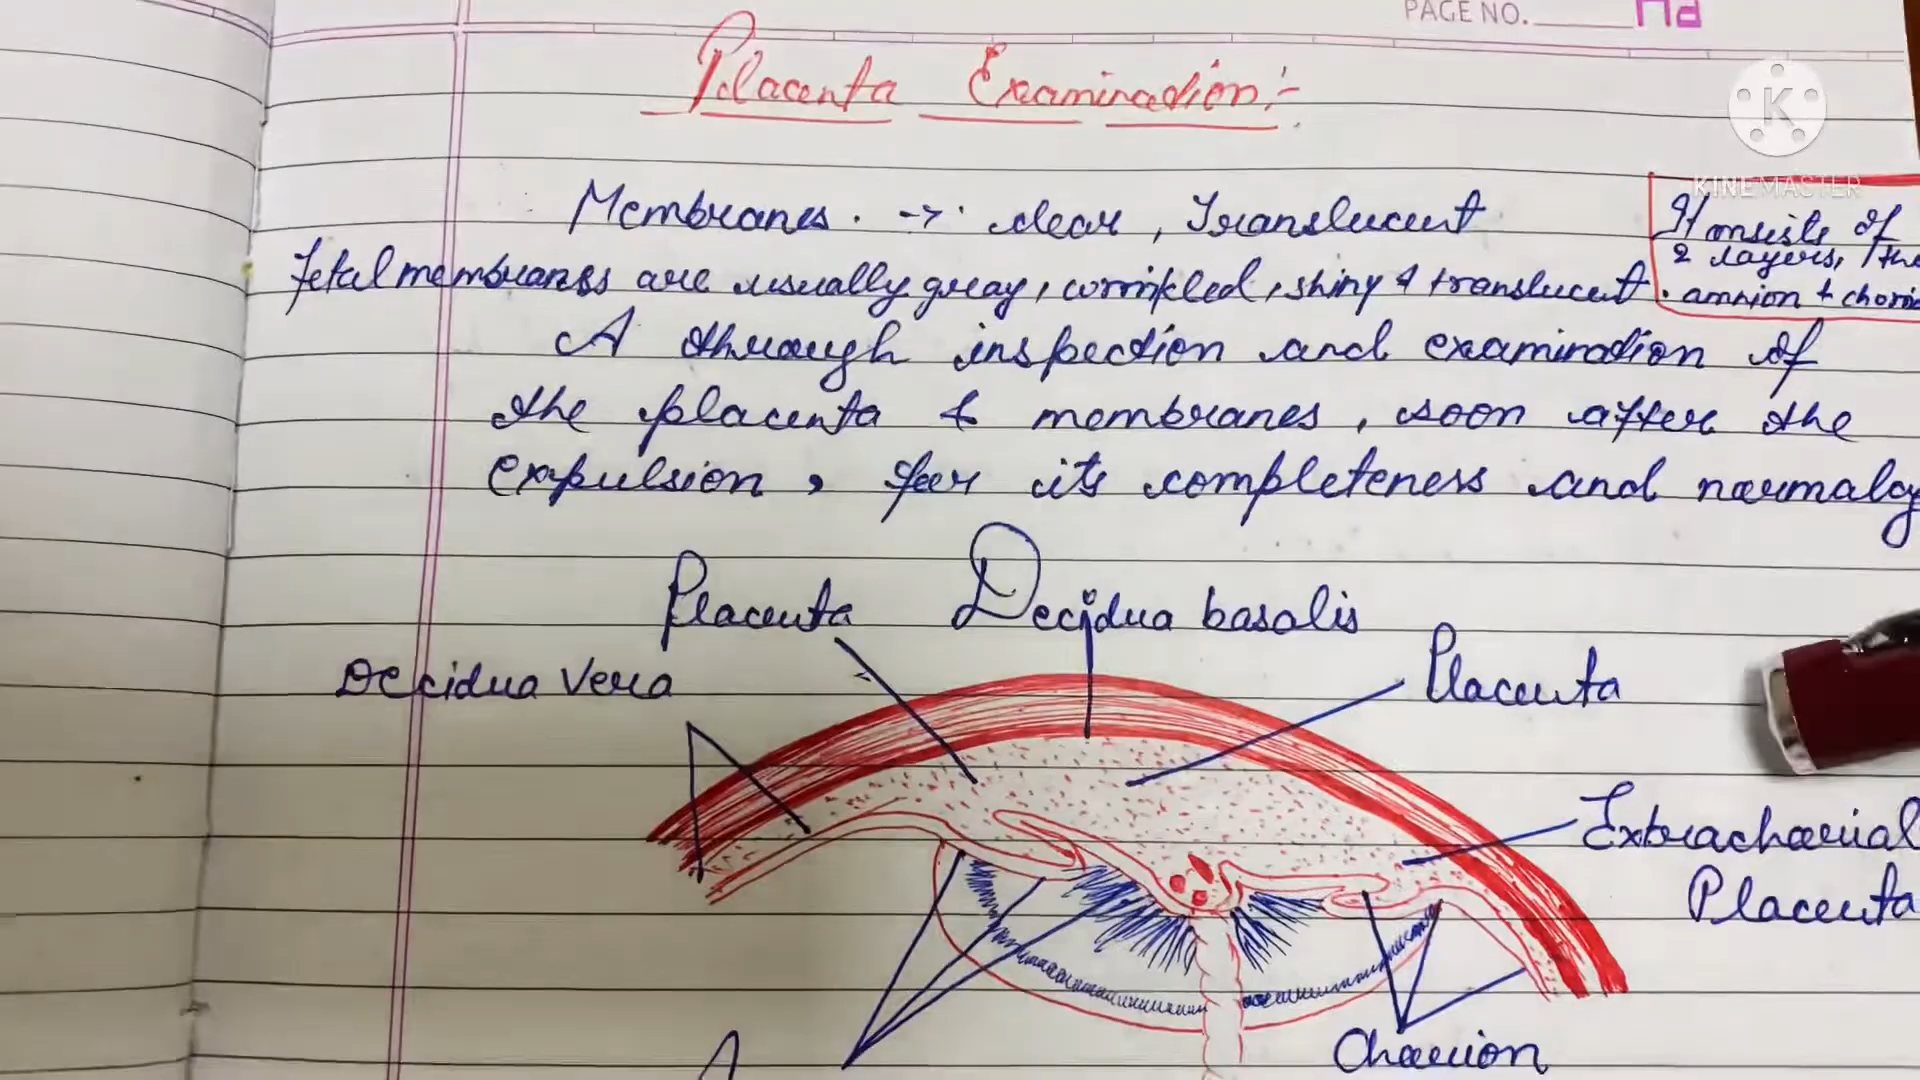 PAGE NO.
Placenta Examination:-
KINEMASTER
Membranes. -> clear, Translucent
It consists of
2 layers, the
Fetal membranes are usually gray, wrinkled, shiny & translucent.
amnion + chorio
A through inspection and examination of
the placenta & membranes, soon after the
expulsion, for its completeness and normalcy
Placenta Decidua basalis
Decidua Vera
Placenta
Extrachorial
Placenta
Chorion